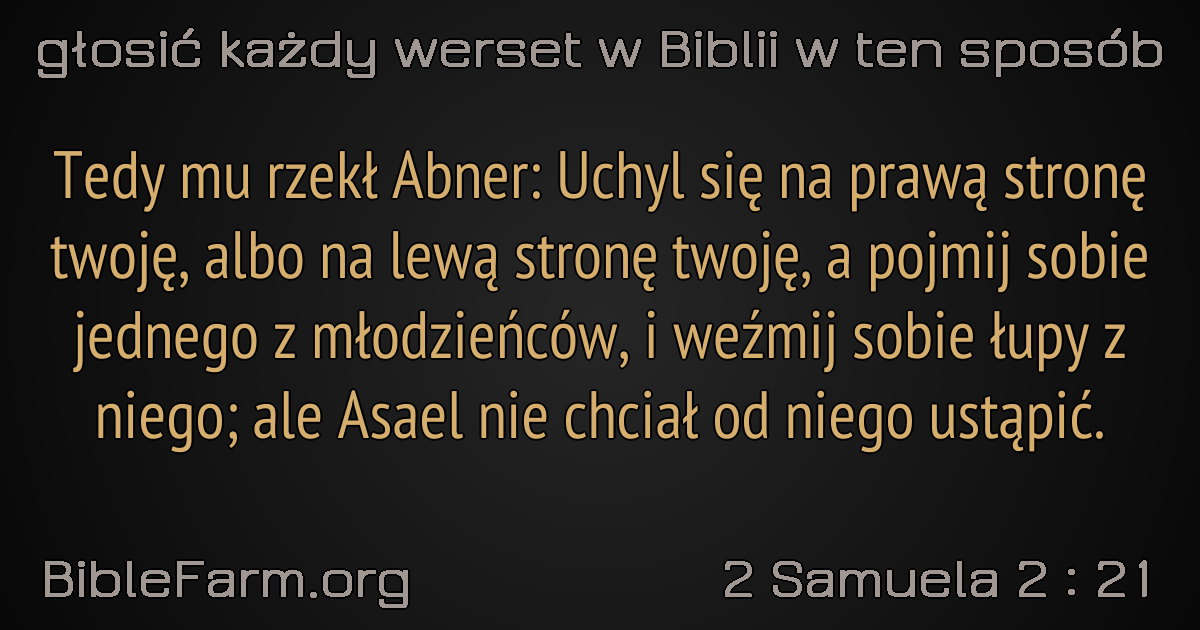 głosić każdy werset w Biblii w ten sposób
Tedy mu rzekł Abner: Uchyl się na prawą stronę
twoję, albo na lewą stronę twoję, a pojmij sobie
jednego z młodzieńców, i weźmij sobie łupy z
niego; ale Asael nie chciał od niego ustąpić.
BibleFarm.org
2 Samuela 2 : 21